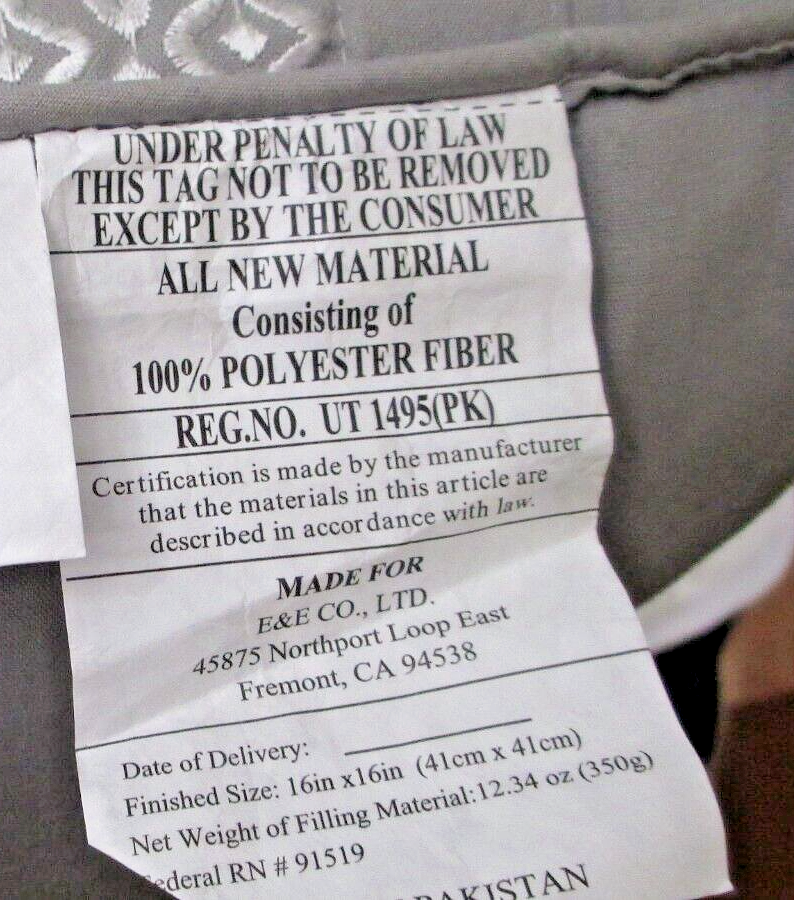 UNDER PENALTY OF LAW
THIS TAG NOT TO BE REMOVED
EXCEPT BY THE CONSUMER
ALL NEW MATERIAL
Consisting of
100% POLYESTER FIBER
REG.NO. UT 1495(PK)
Certification is made by the manufacturer
that the materials in this article are
described in accordance with law.
MADE FOR
E&E CO., LTD.
45875 Northport Loop East
Fremont, CA 94538
Date of Delivery:
Finished Size: 16in x16in (41cm x 41cm)
Net Weight of Filling Material:12.34 oz (350g)
ederal RN # 91519
PAKISTAN